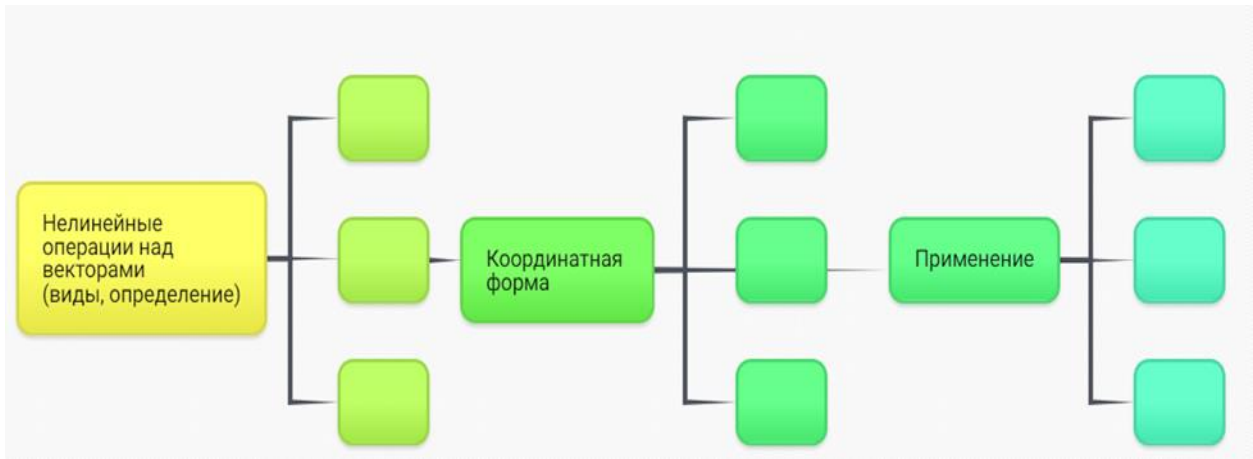 Нелинейные
операции над
векторами
(виды, определение)
Координатная
форма
Применение